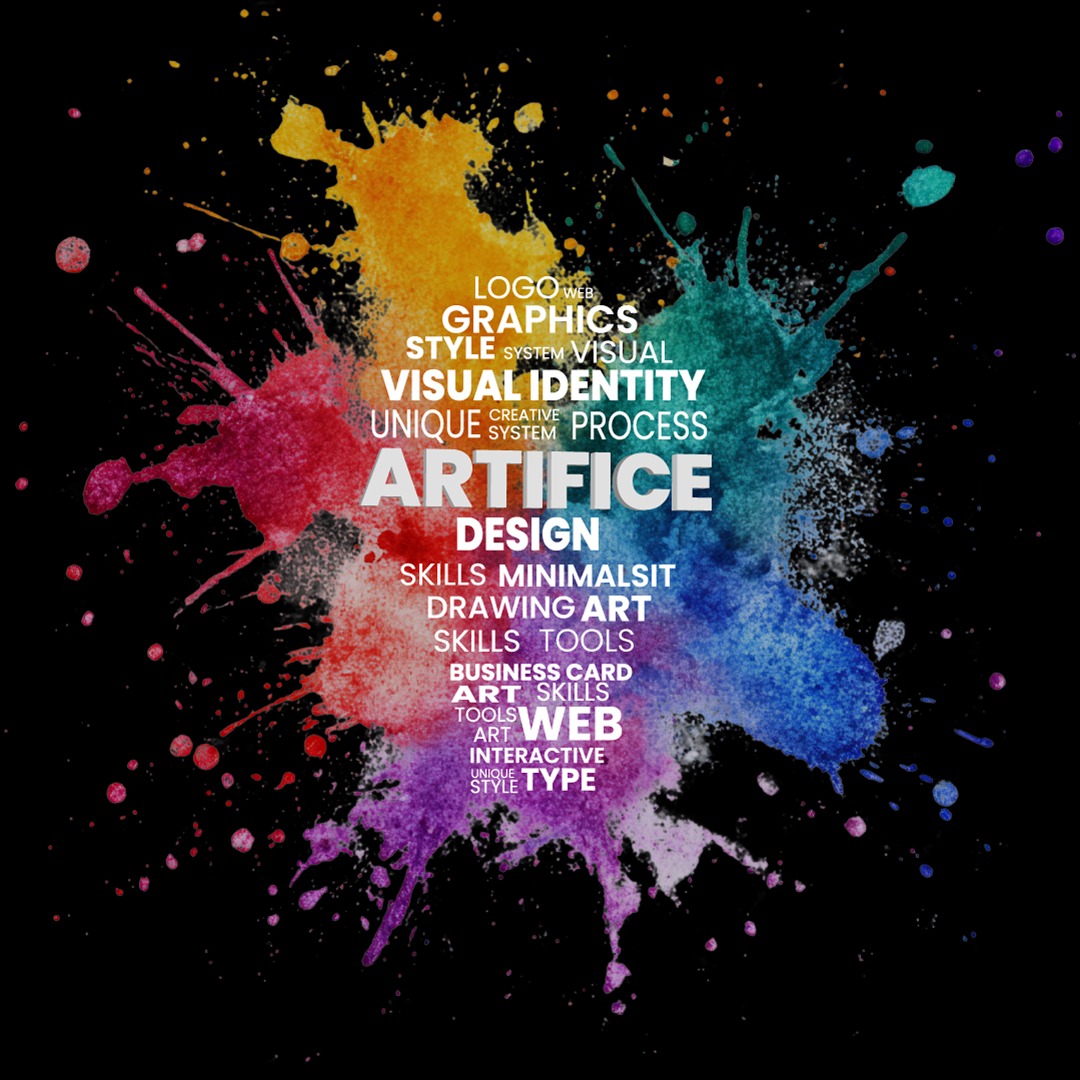 LOGO WEB
GRAPHICS
STYLE SYSTEM VISUAL
VISUAL IDENTITY
UNIQUE CREATIVE SYSTEM PROCESS
ARTIFICE
DESIGN
SKILLS MINIMALSIT
DRAWING ART
SKILLS TOOLS
BUSINESS CARD
ART SKILLS
TOOLS ART WEB
INTERACTIVE
UNIQUE STYLE TYPE